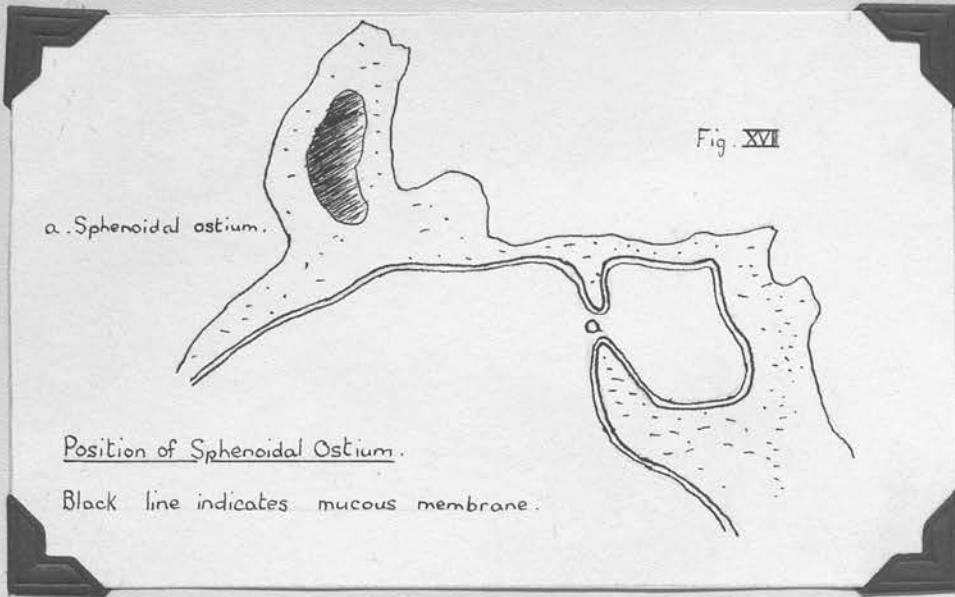 Fig. XVII
a. Sphenoidal ostium.
a
Position of Sphenoidal Ostium.
Black line indicates mucous membrane.